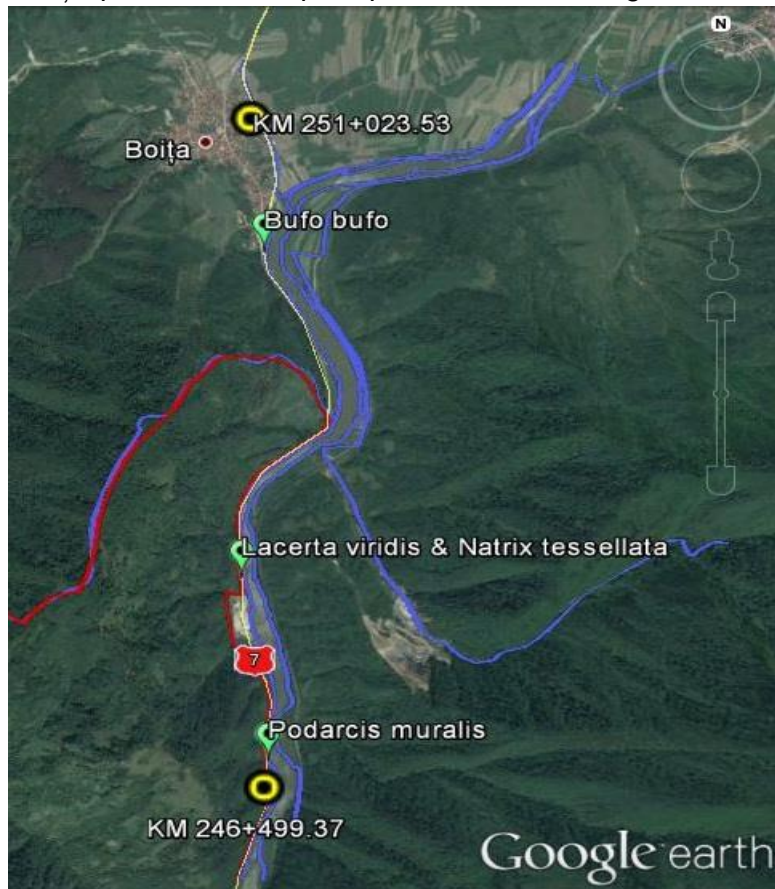 N
KM 251+023.53
Boița
Bufo bufo
Lacerta viridis & Natrix tessellata
7
Podarcis muralis
KM 246+499.37
Google earth